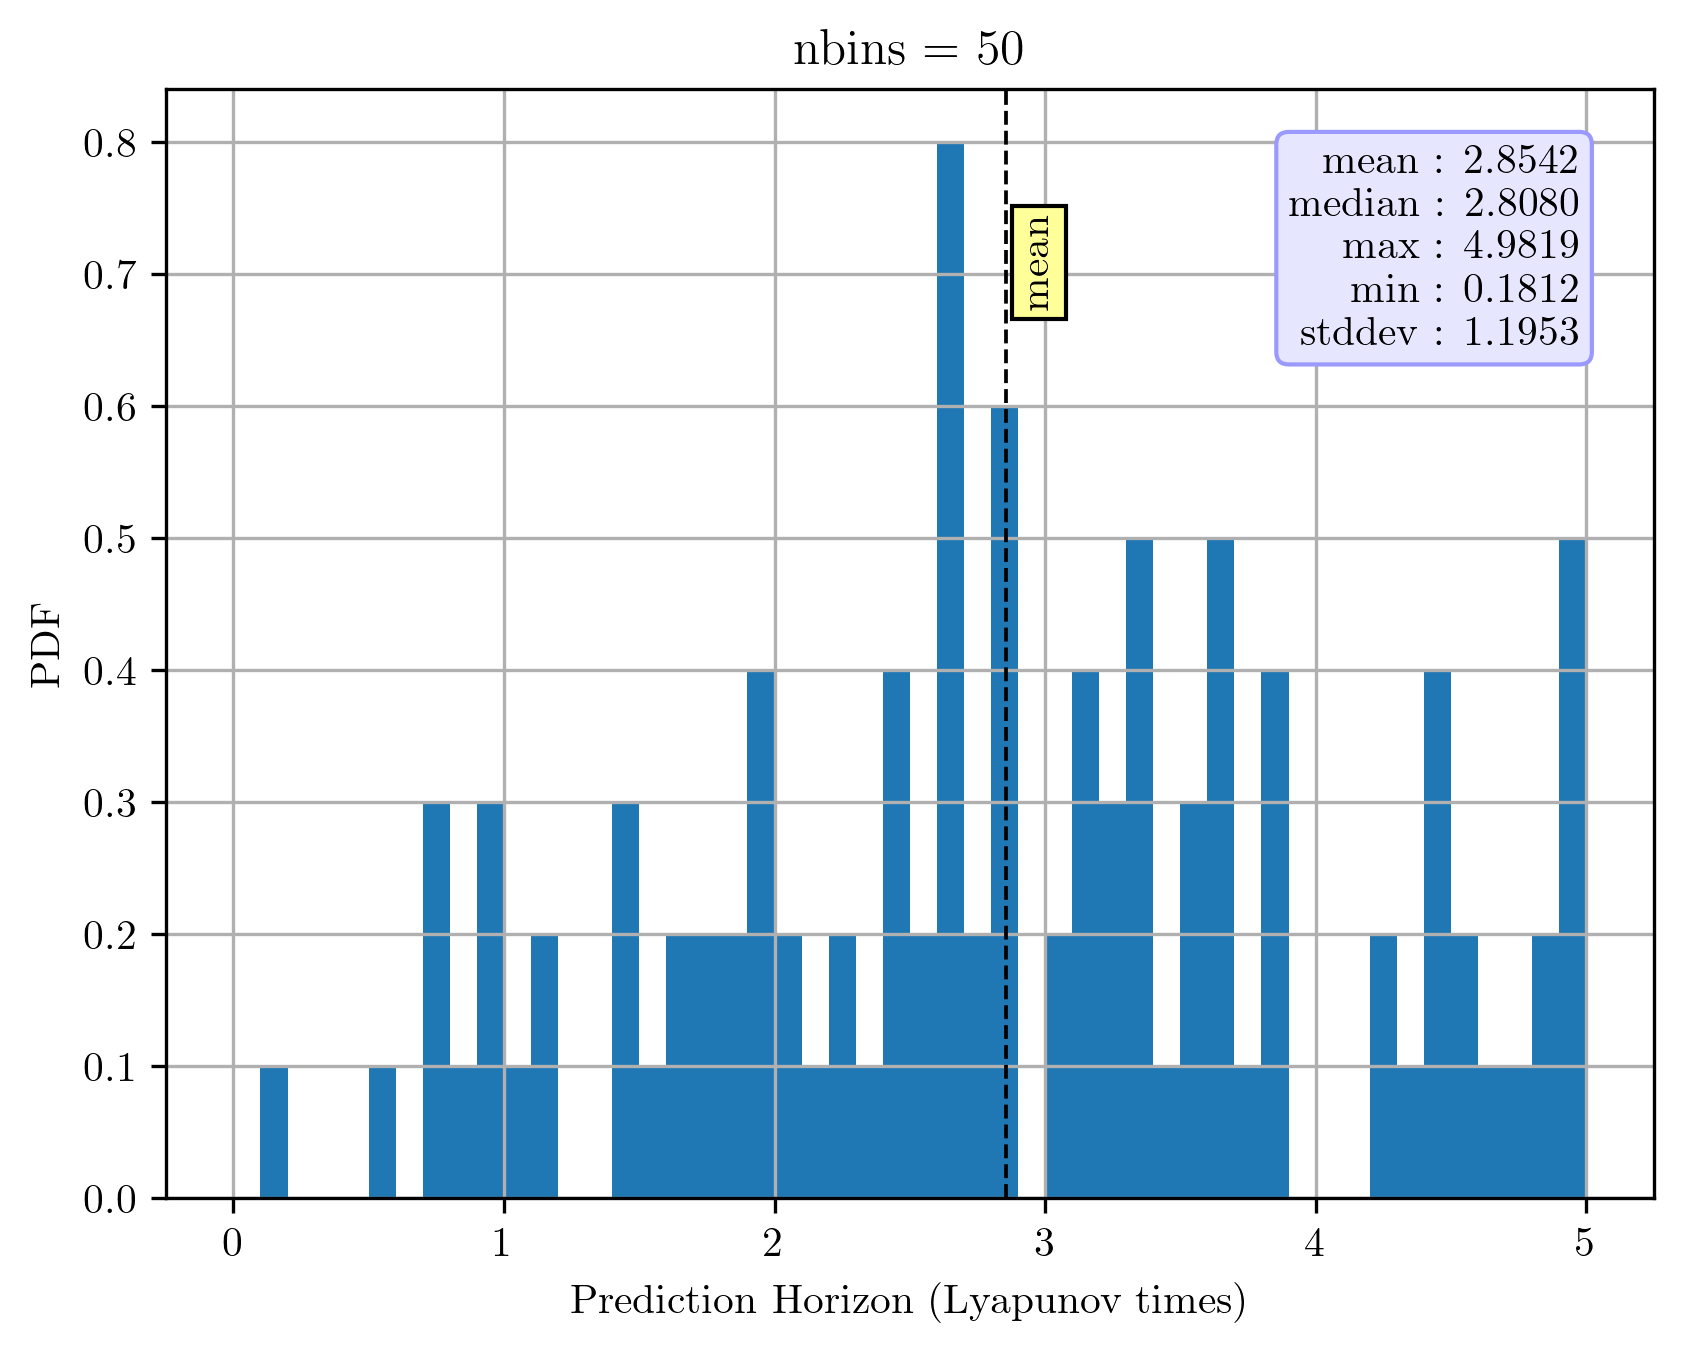 nbins = 50
0.8
0.7
0.6
0.5
0.4
0.3
0.2
0.1
0.0
PDF
mean
mean : 2.8542
median : 2.8080
max : 4.9819
min : 0.1812
stddev : 1.1953
0 1 2 3 4 5
Prediction Horizon (Lyapunov times)